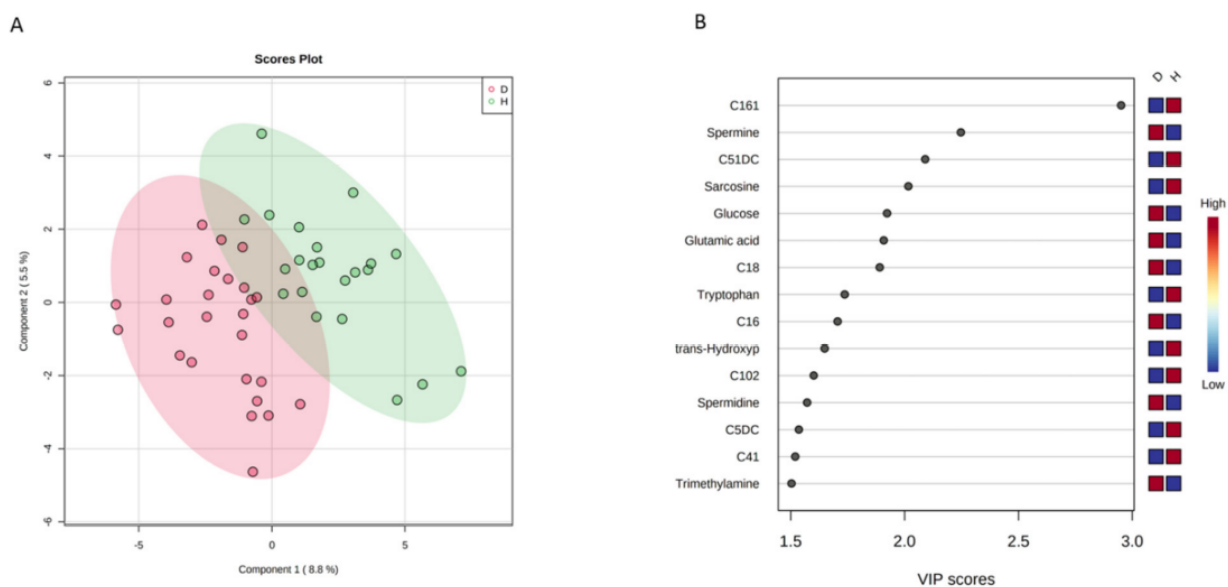 A
Scores Plot
D
H
6
4
2
0
-2
-4
-6
-5
0
5
Component 2 ( 5.5 %)
Component 1 ( 8.8 %)
B
D
H
C161
Spermine
C51DC
Sarcosine
Glucose
Glutamic acid
C18
Tryptophan
C16
trans-Hydroxyp
C102
Spermidine
C5DC
C41
Trimethylamine
High
Low
1.5
2.0
2.5
3.0
VIP scores